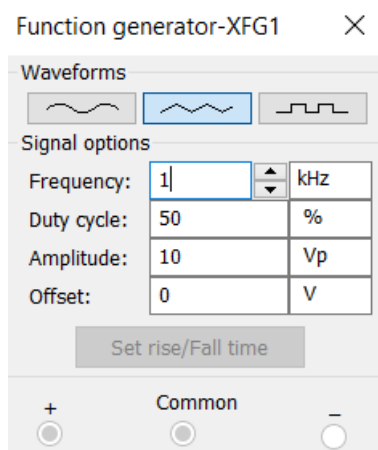 Function generator-XFG1
Waveforms
Signal options
Frequency: 1 kHz
Duty cycle: 50 %
Amplitude: 10 Vp
Offset: 0 V
Set rise/Fall time
+ Common –